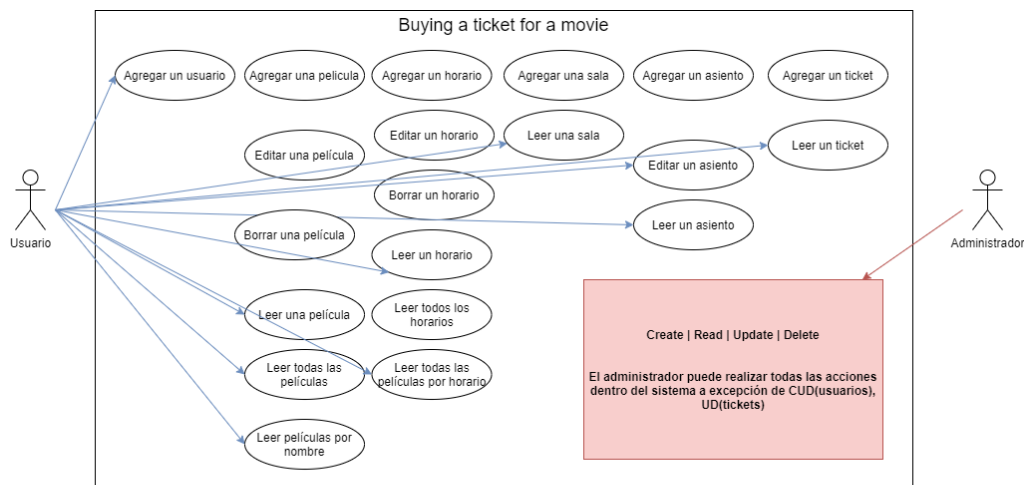 Buying a ticket for a movie
Agregar un usuario
Agregar una pelicula
Agregar un horario
Agregar una sala
Agregar un asiento
Agregar un ticket
Editar un horario
Leer una sala
Editar una película
Leer un ticket
Editar un asiento
Borrar un horario
Leer un asiento
Borrar una película
Usuario
Administrador
Leer un horario
Leer una película
Leer todos los
horarios
Leer todas las
películas
Leer todas las
películas por horario
Leer películas por
nombre
Create | Read | Update | Delete
El administrador puede realizar todas las acciones
dentro del sistema a excepción de CUD(usuarios),
UD(tickets)